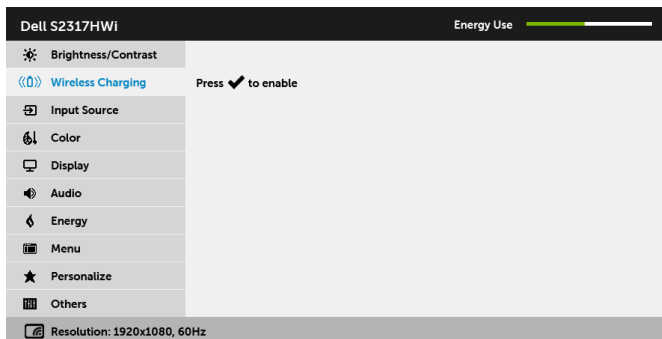 Dell S2317HWi
Energy Use
Brightness/Contrast
Wireless Charging
Press ✔ to enable
Input Source
Color
Display
Audio
Energy
Menu
Personalize
Others
Resolution: 1920x1080, 60Hz